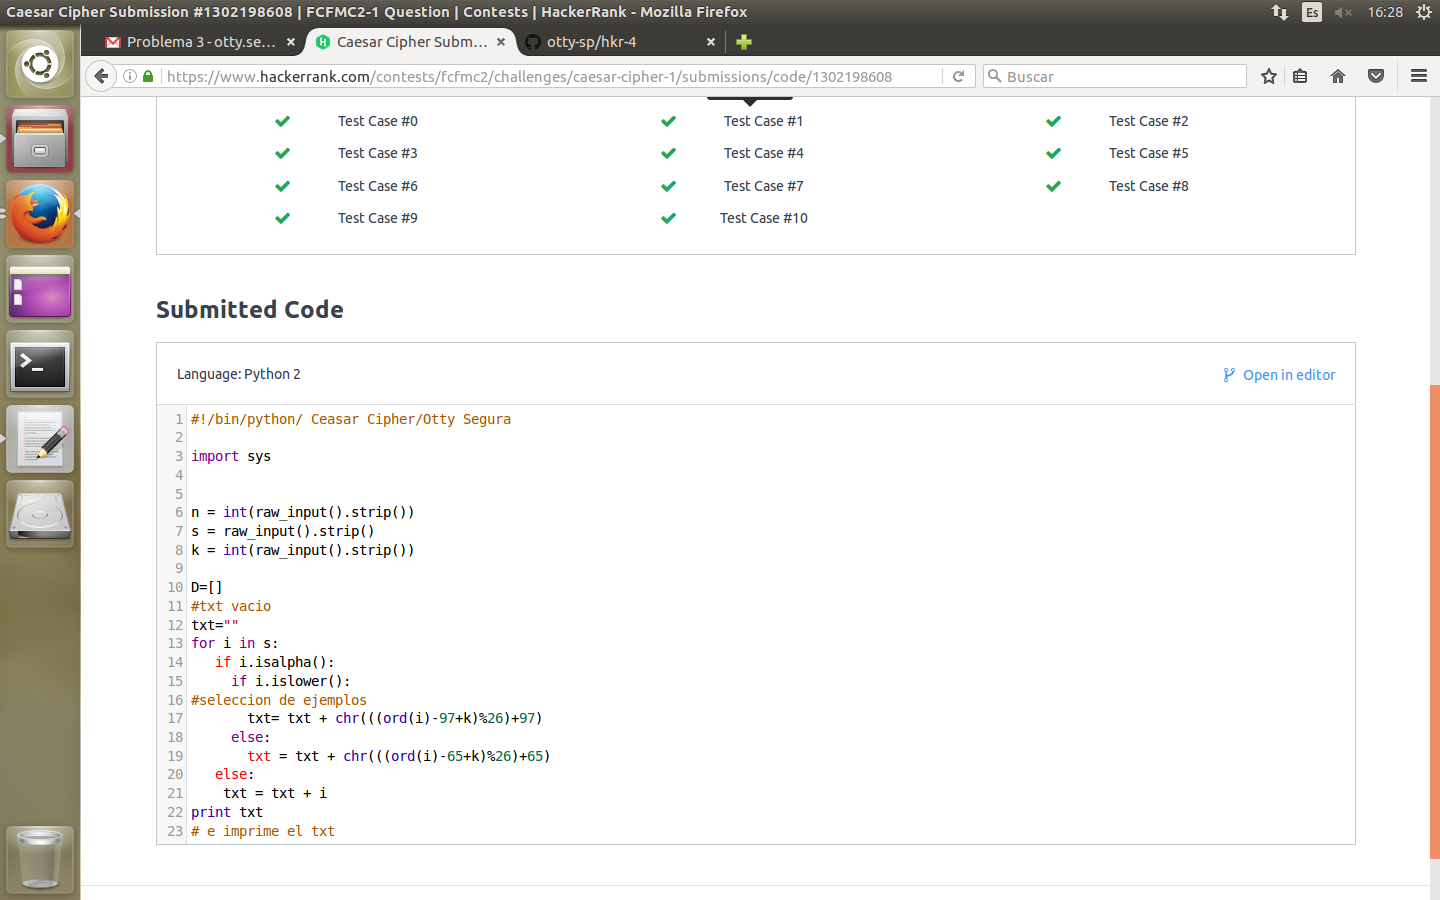 Caesar Cipher Submission #1302198608 | FCFMC2-1 Question | Contests | HackerRank - Mozilla Firefox
Es
16:28
Problema 3 - otty.se...
Caesar Cipher Subm...
otty-sp/hkr-4
https://www.hackerrank.com/contests/fcfmc2/challenges/caesar-cipher-1/submissions/code/1302198608
Buscar
Test Case #0
Test Case #1
Test Case #2
Test Case #3
Test Case #4
Test Case #5
Test Case #6
Test Case #7
Test Case #8
Test Case #9
Test Case #10
Submitted Code
Language: Python 2
Open in editor
1 #!/bin/python/ Ceasar Cipher/Otty Segura
2
3 import sys
4
5
6 n = int(raw_input().strip())
7 s = raw_input().strip()
8 k = int(raw_input().strip())
9
10 D=[]
11 #txt vacio
12 txt=""
13 for i in s:
14    if i.isalpha():
15      if i.islower():
16 #seleccion de ejemplos
17        txt= txt + chr(((ord(i)-97+k)%26)+97)
18      else:
19        txt = txt + chr(((ord(i)-65+k)%26)+65)
20    else:
21     txt = txt + i
22 print txt
23 # e imprime el txt